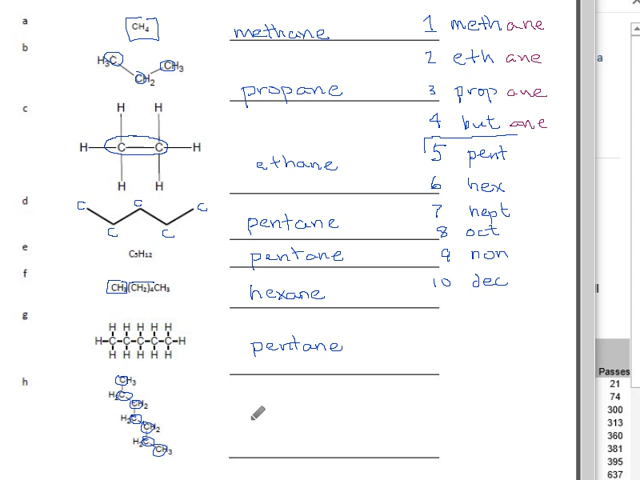 a
CH4
methane
1 methane
b
H3C
CH3
CH2
propane
2 ethane
3 propane
c
H H
H C C H
H H
ethane
4 butane
5 pent
6 hex
d
C C C
C C
pentane
7 hept
8 oct
e
C5H12
pentane
9 non
f
CH3(CH2)4CH3
hexane
10 dec
g
H H H H H
H-C-C-C-C-C-H
H H H H H
pentane
h
CH3
H2C
CH2
H2C
CH2
H2C
CH3
Passes
21
74
300
313
360
381
395
637